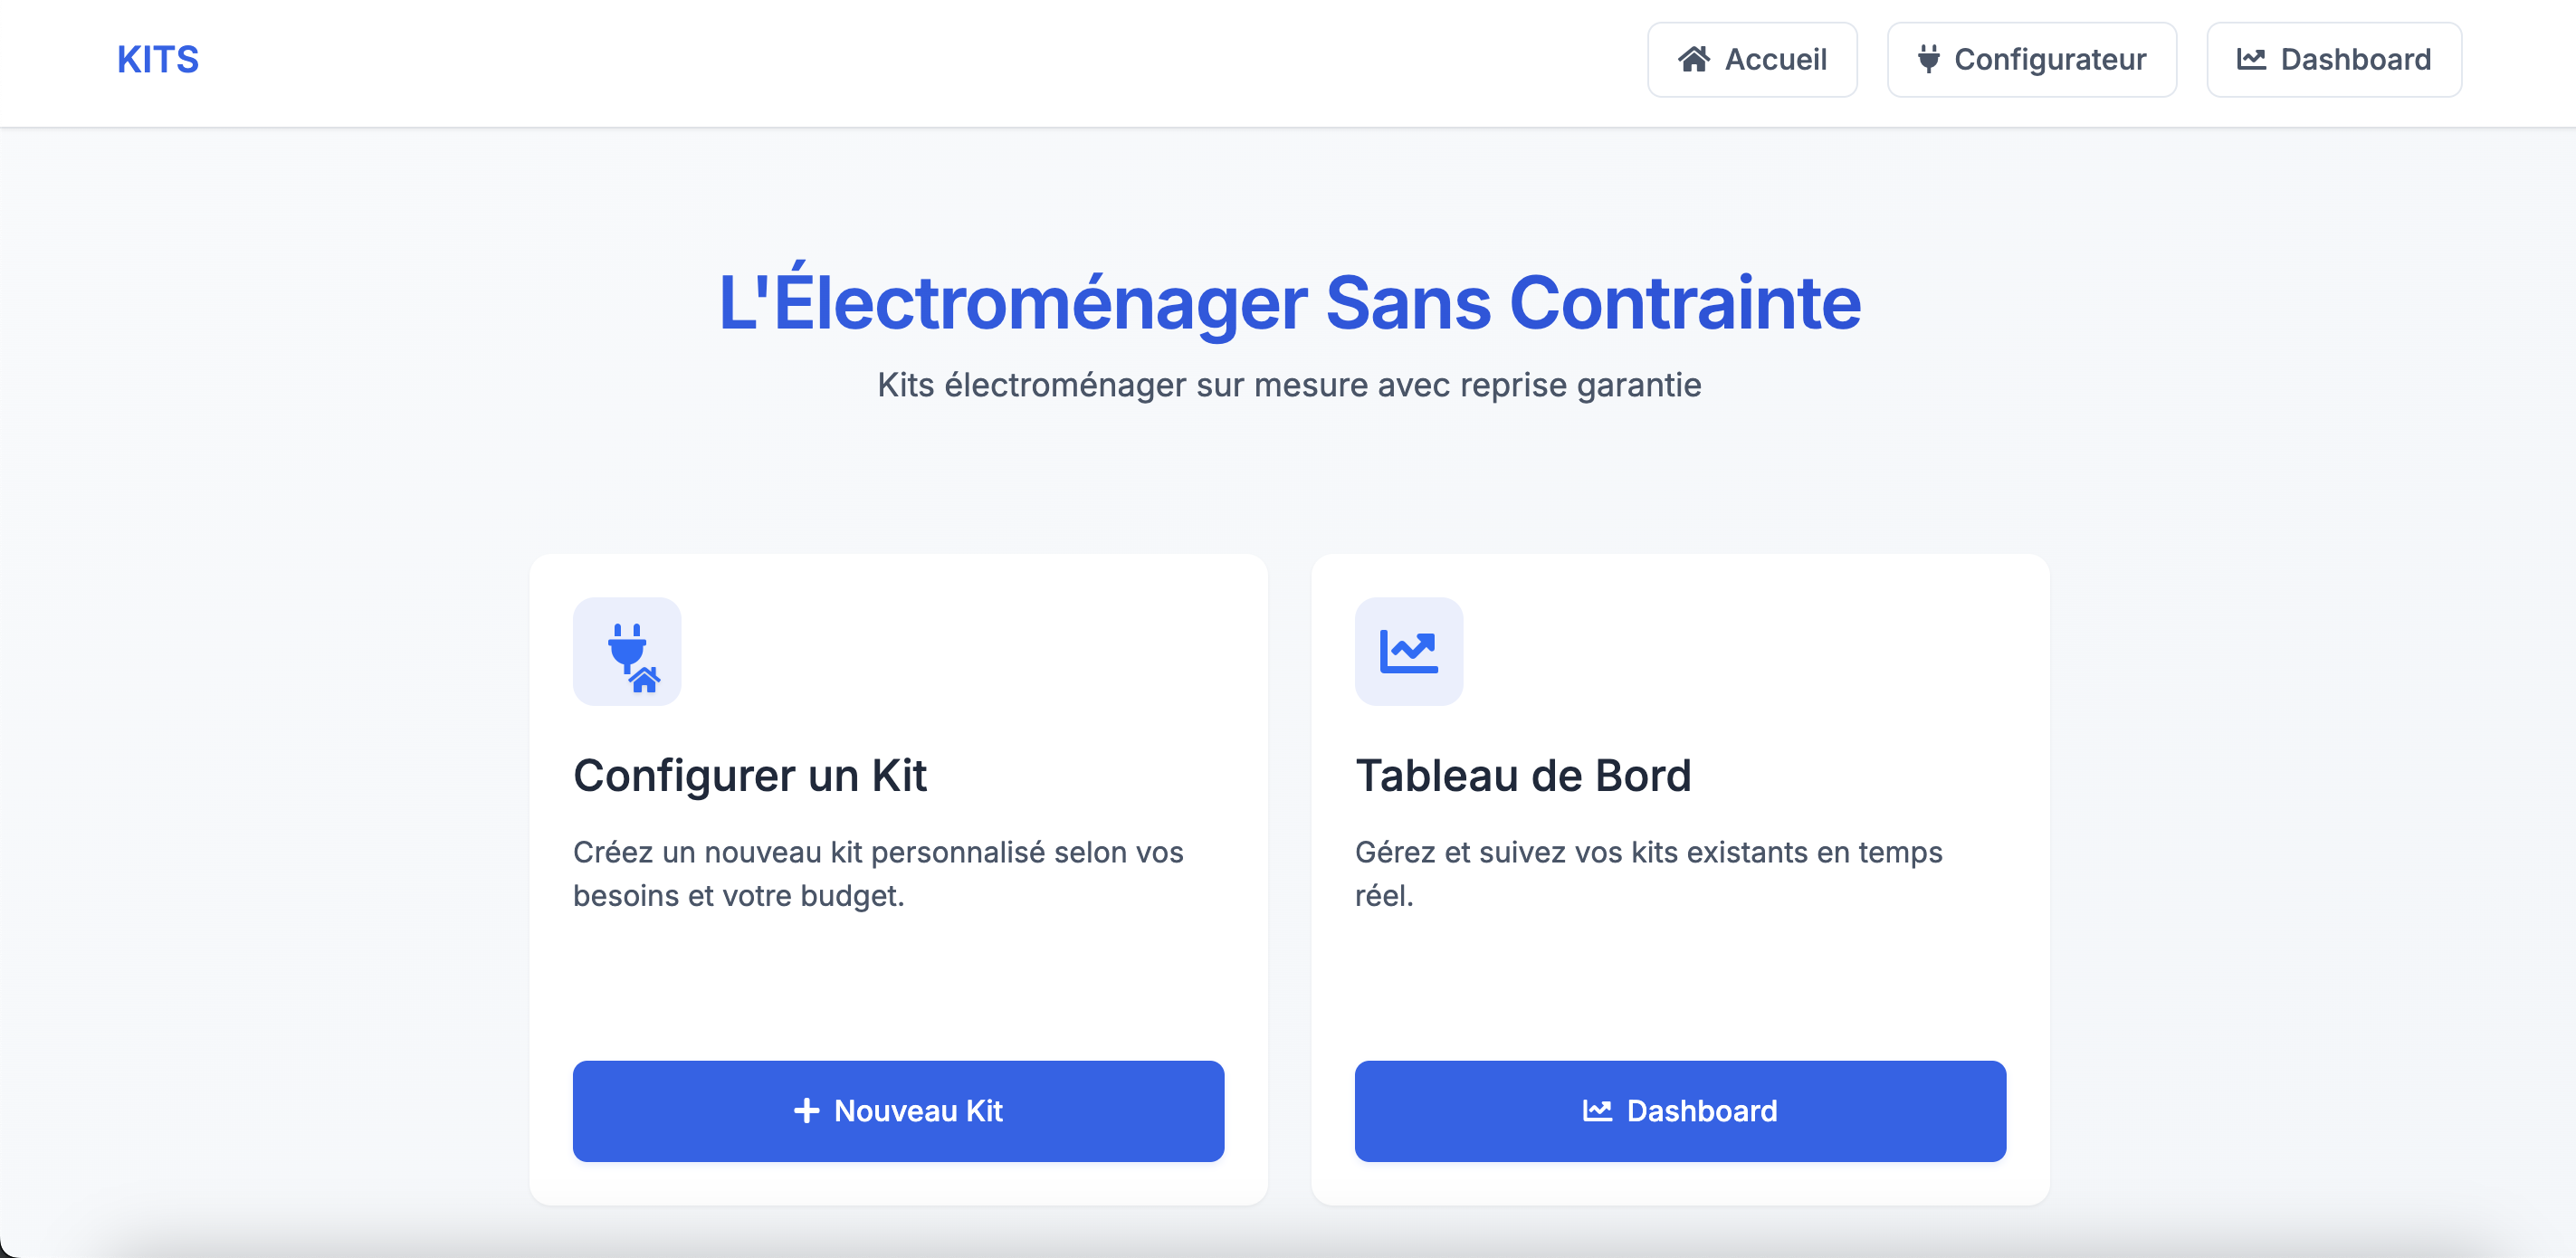 KITS
Accueil
Configurateur
Dashboard
L'Électroménager Sans Contrainte
Kits électroménager sur mesure avec reprise garantie
Configurer un Kit
Créez un nouveau kit personnalisé selon vos
besoins et votre budget.
Nouveau Kit
Tableau de Bord
Gérez et suivez vos kits existants en temps
réel.
Dashboard